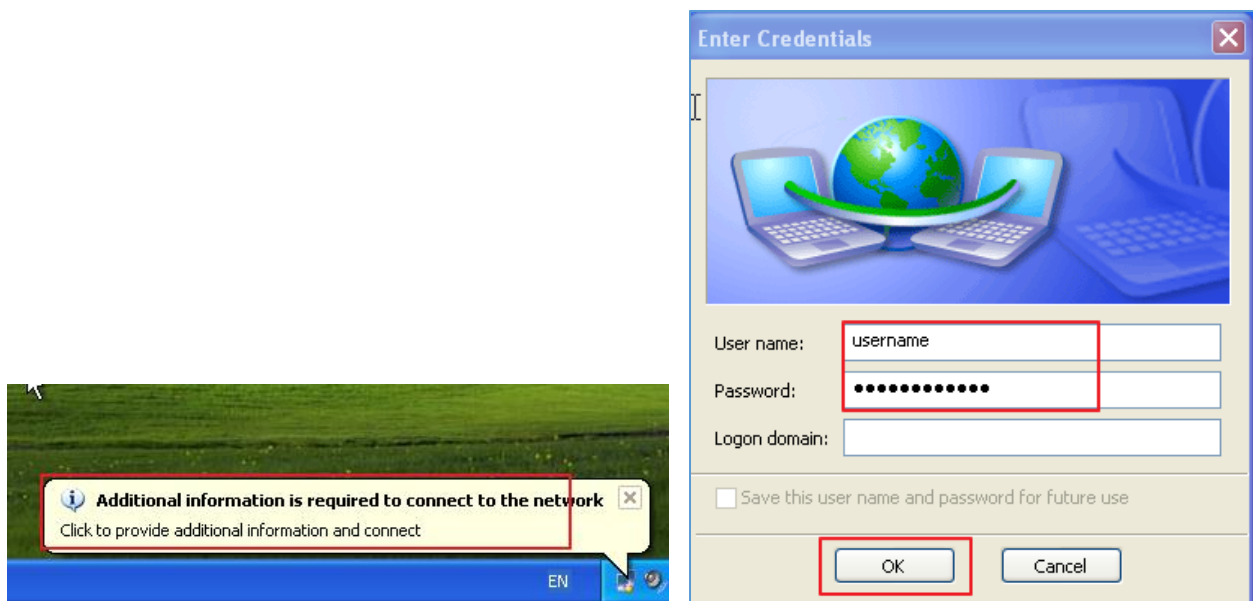 Additional information is required to connect to the network
Click to provide additional information and connect
EN
Enter Credentials
User name: username
Password: ●●●●●●●●●●●●
Logon domain:
Save this user name and password for future use
OK Cancel